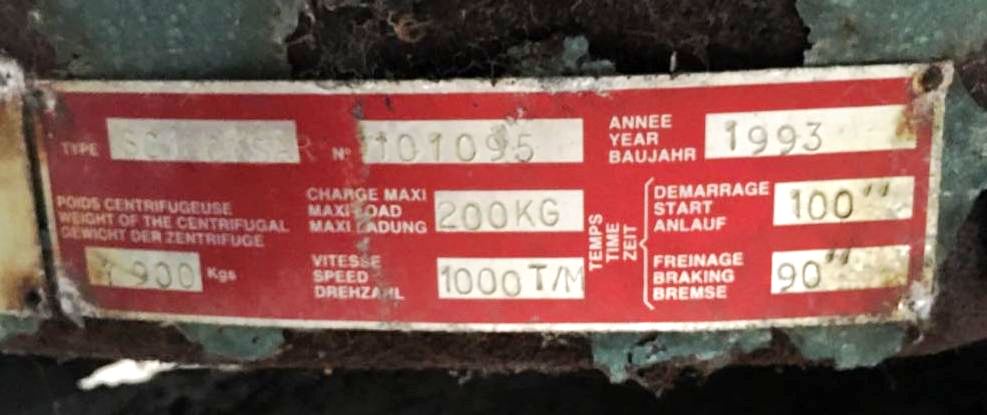 TYPE
N° 101095
ANNEE
YEAR
BAUJAHR
1993
POIDS CENTRIFUGEUSE
WEIGHT OF THE CENTRIFUGAL
GEWICHT DER ZENTRIFUGE
900 Kgs
CHARGE MAXI
MAXI LOAD
MAXI LADUNG
200KG
VITESSE
SPEED
DREHZAHL
1000 T/M
TEMPS
TIME
ZEIT
DEMARRAGE
START
ANLAUF
100"
FREINAGE
BRAKING
BREMSE
90"